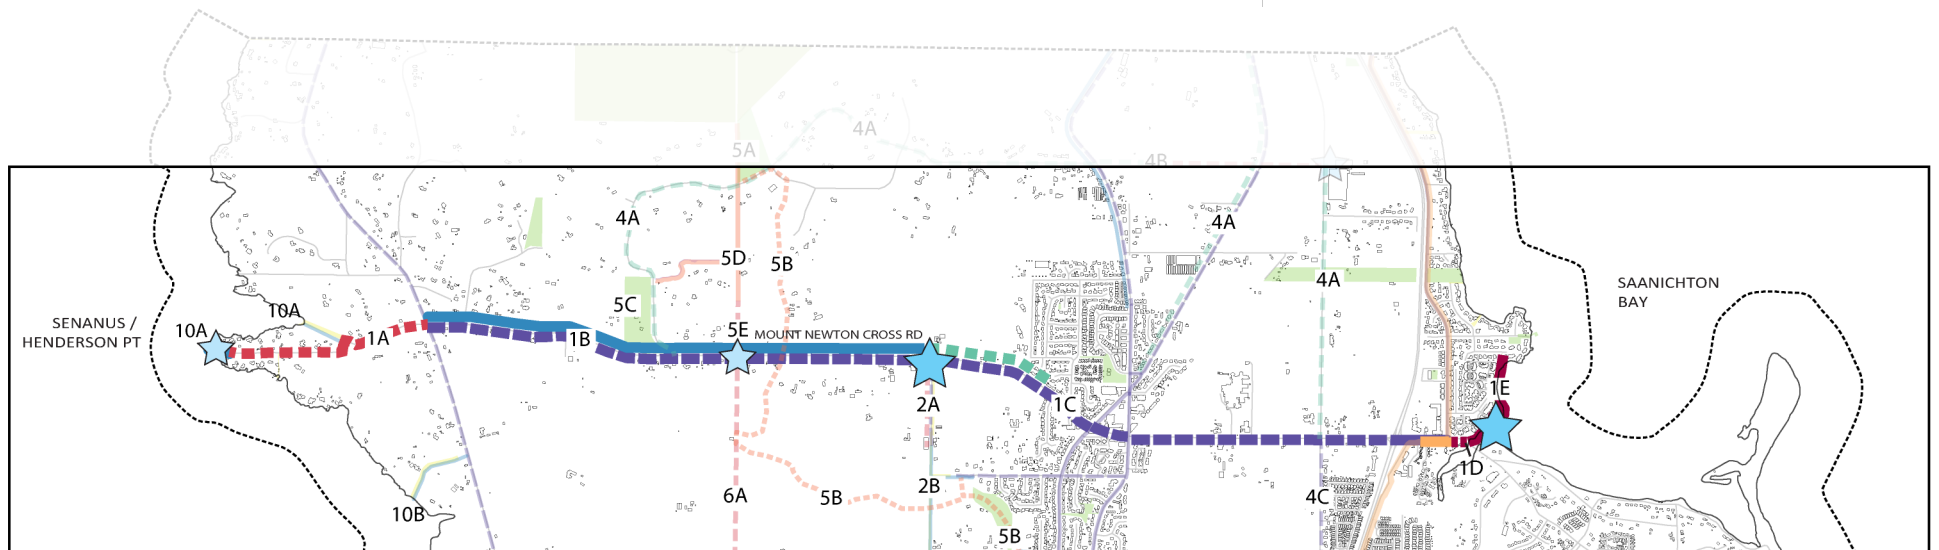 4A
5A
4B
4A
4A
5D
5B
4A
SAANICHTON
BAY
5C
10A
SENANUS /
HENDERSON PT
10A
1A
1B
5E
MOUNT NEWTON CROSS RD
1E
2A
1C
1D
2B
6A
5B
4C
10B
5B